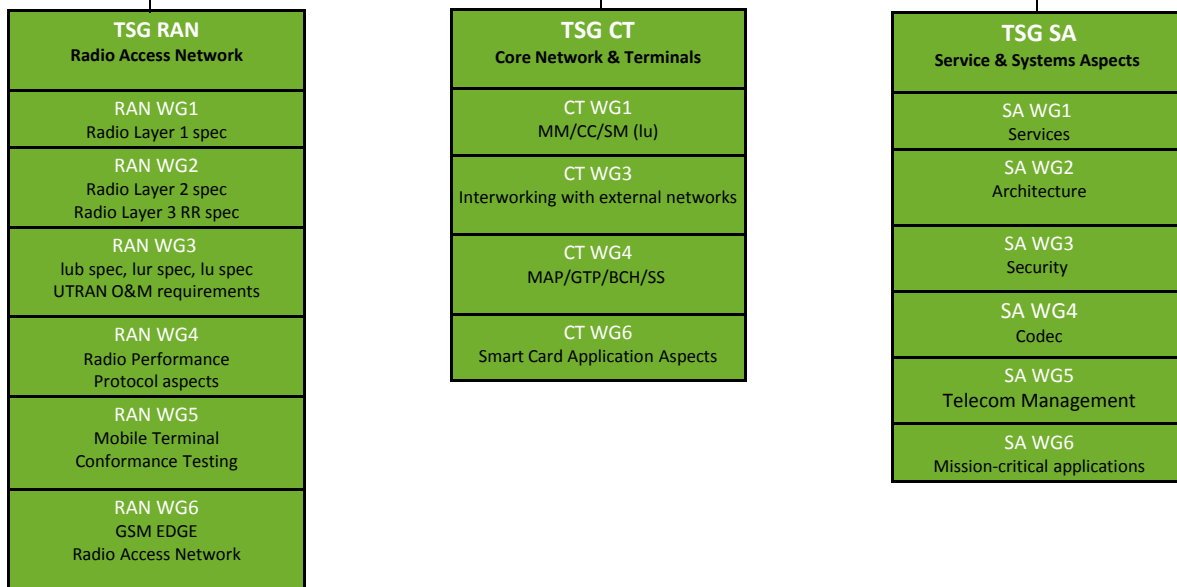 TSG RAN
Radio Access Network
RAN WG1
Radio Layer 1 spec
RAN WG2
Radio Layer 2 spec
Radio Layer 3 RR spec
RAN WG3
lub spec, lur spec, lu spec
UTRAN O&M requirements
RAN WG4
Radio Performance
Protocol aspects
RAN WG5
Mobile Terminal
Conformance Testing
RAN WG6
GSM EDGE
Radio Access Network
TSG CT
Core Network & Terminals
CT WG1
MM/CC/SM (lu)
CT WG3
Interworking with external networks
CT WG4
MAP/GTP/BCH/SS
CT WG6
Smart Card Application Aspects
TSG SA
Service & Systems Aspects
SA WG1
Services
SA WG2
Architecture
SA WG3
Security
SA WG4
Codec
SA WG5
Telecom Management
SA WG6
Mission-critical applications